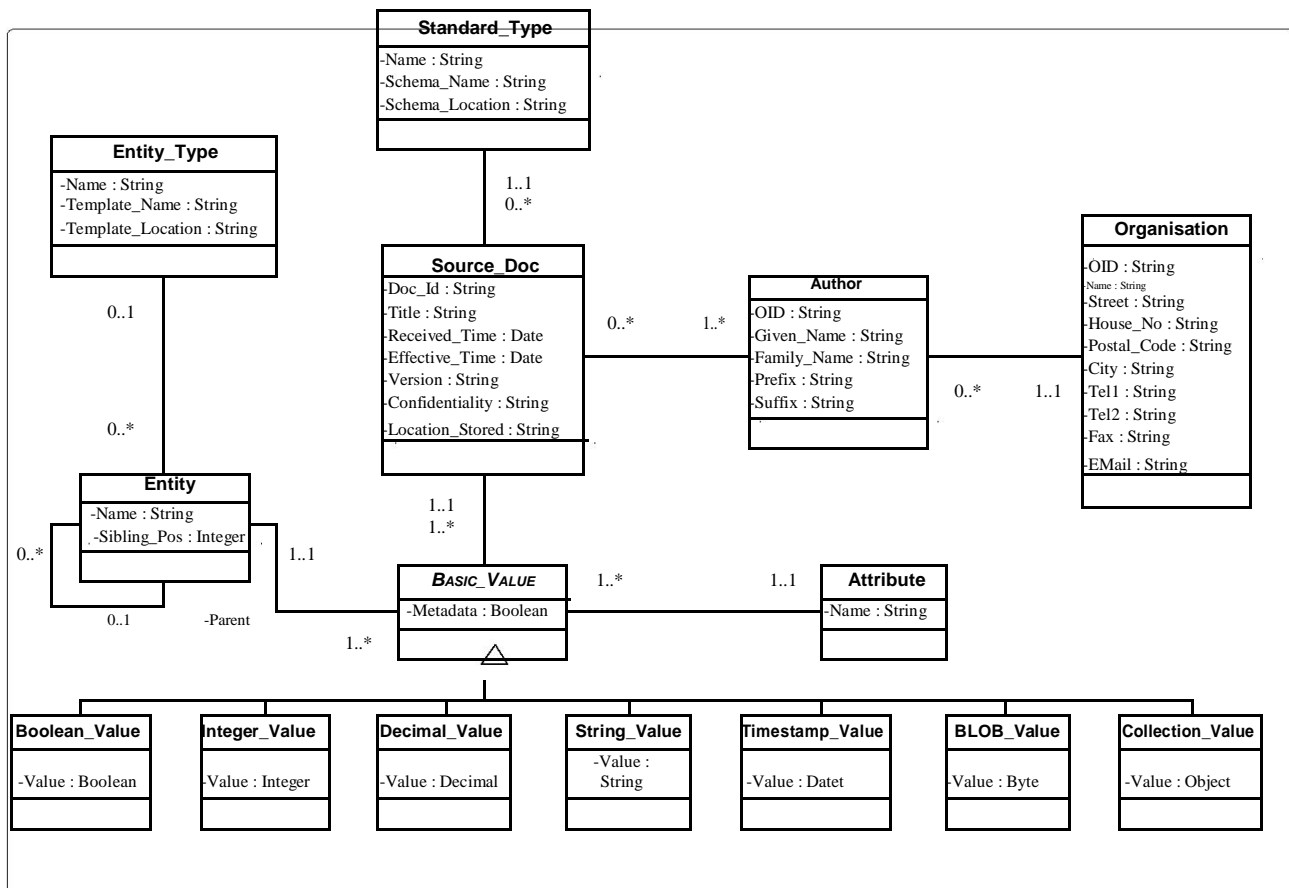 Standard_Type
-Name : String
-Schema_Name : String
-Schema_Location : String
Entity_Type
-Name : String
-Template_Name : String
-Template_Location : String
1..1
0..*
Organisation
-OID : String
-Name : String
-Street : String
-House_No : String
-Postal_Code : String
-City : String
-Tel1 : String
-Tel2 : String
-Fax : String
-EMail : String
Source_Doc
-Doc_Id : String
-Title : String
-Received_Time : Date
-Effective_Time : Date
-Version : String
-Confidentiality : String
-Location_Stored : String
Author
-OID : String
-Given_Name : String
-Family_Name : String
-Prefix : String
-Suffix : String
0..1
0..*
0..*
1..*
0..*
1..1
Entity
-Name : String
-Sibling_Pos : Integer
0..*
0..1
-Parent
1..1
1..*
1..1
1..*
BASIC_VALUE
-Metadata : Boolean
1..*
1..1
Attribute
-Name : String
Boolean_Value
-Value : Boolean
Integer_Value
-Value : Integer
Decimal_Value
-Value : Decimal
String_Value
-Value :
String
Timestamp_Value
-Value : Datet
BLOB_Value
-Value : Byte
Collection_Value
-Value : Object